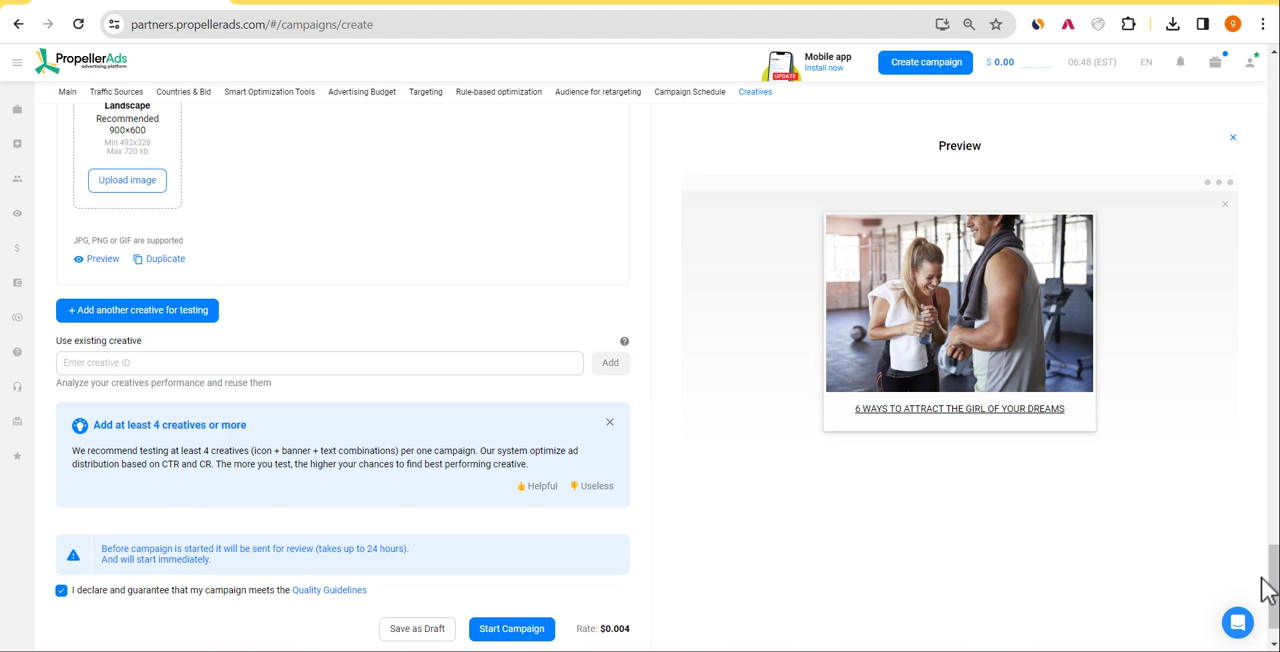 partners.propellerads.com/#/campaigns/create
g
PropellerAds
advertising platform
UPDATE
Mobile app
Install now
Create campaign
$ 0.00
06:48 (EST)
EN
Main
Traffic Sources
Countries & Bid
Smart Optimization Tools
Advertising Budget
Targeting
Rule-based optimization
Audience for retargeting
Campaign Schedule
Creatives
Landscape
Recommended
900×600
Min 492x328
Max 720 kb
Upload image
JPG, PNG or GIF are supported
Preview
Duplicate
+ Add another creative for testing
Use existing creative
Enter creative ID
Add
Analyze your creatives performance and reuse them
Add at least 4 creatives or more
We recommend testing at least 4 creatives (icon + banner + text combinations) per one campaign. Our system optimize ad
distribution based on CTR and CR. The more you test, the higher your chances to find best performing creative.
Helpful
Useless
Before campaign is started it will be sent for review (takes up to 24 hours).
And will start immediately.
I declare and guarantee that my campaign meets the Quality Guidelines
Save as Draft
Start Campaign
Rate: $0.004
Preview
6 WAYS TO ATTRACT THE GIRL OF YOUR DREAMS